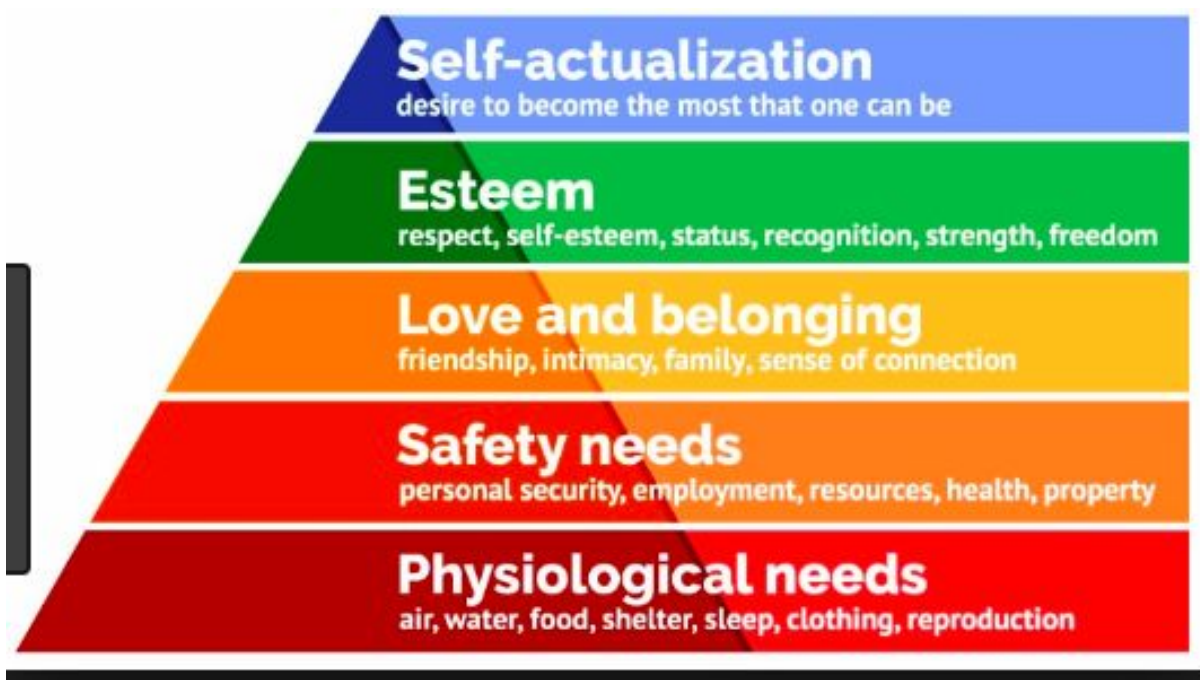 Self-actualization
desire to become the most that one can be
Esteem
respect, self-esteem, status, recognition, strength, freedom
Love and belonging
friendship, intimacy, family, sense of connection
Safety needs
personal security, employment, resources, health, property
Physiological needs
air, water, food, shelter, sleep, clothing, reproduction